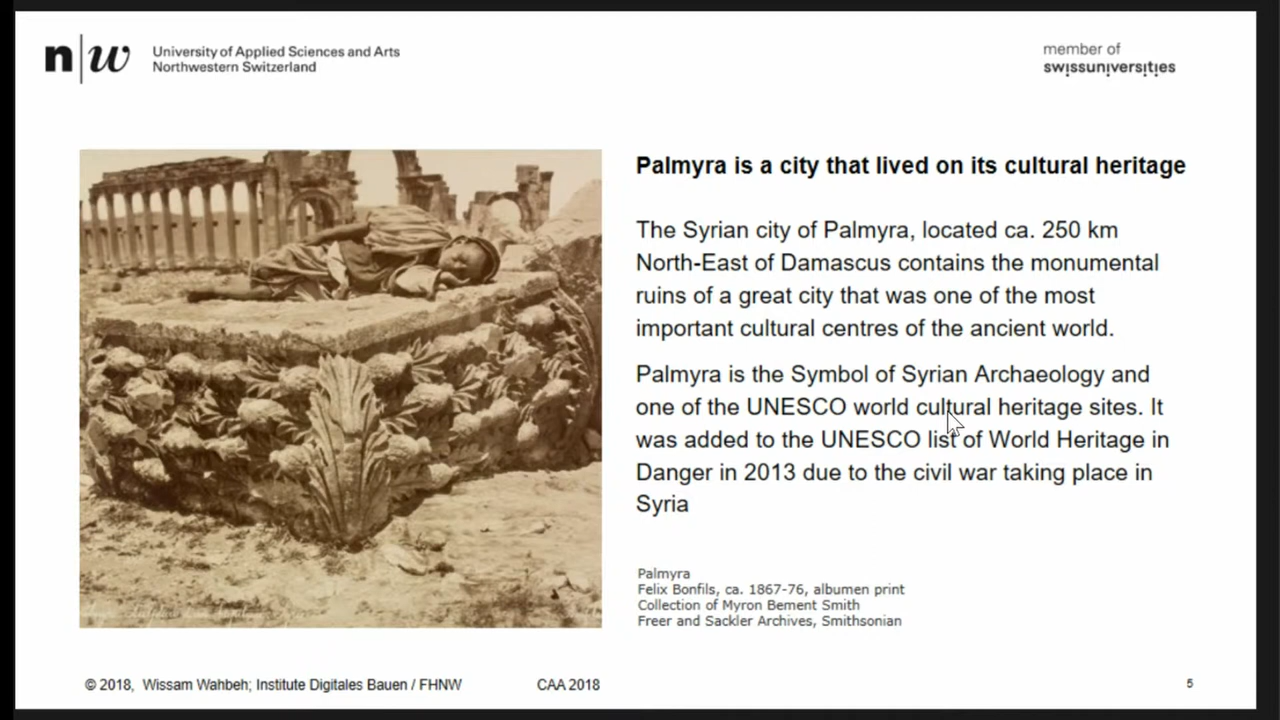 n|w University of Applied Sciences and Arts
Northwestern Switzerland
member of
swissuniversities
Palmyra is a city that lived on its cultural heritage
The Syrian city of Palmyra, located ca. 250 km
North-East of Damascus contains the monumental
ruins of a great city that was one of the most
important cultural centres of the ancient world.
Palmyra is the Symbol of Syrian Archaeology and
one of the UNESCO world cultural heritage sites. It
was added to the UNESCO list of World Heritage in
Danger in 2013 due to the civil war taking place in
Syria
Palmyra
Felix Bonfils, ca. 1867-76, albumen print
Collection of Myron Bement Smith
Freer and Sackler Archives, Smithsonian
© 2018, Wissam Wahbeh; Institute Digitales Bauen / FHNW CAA 2018 5